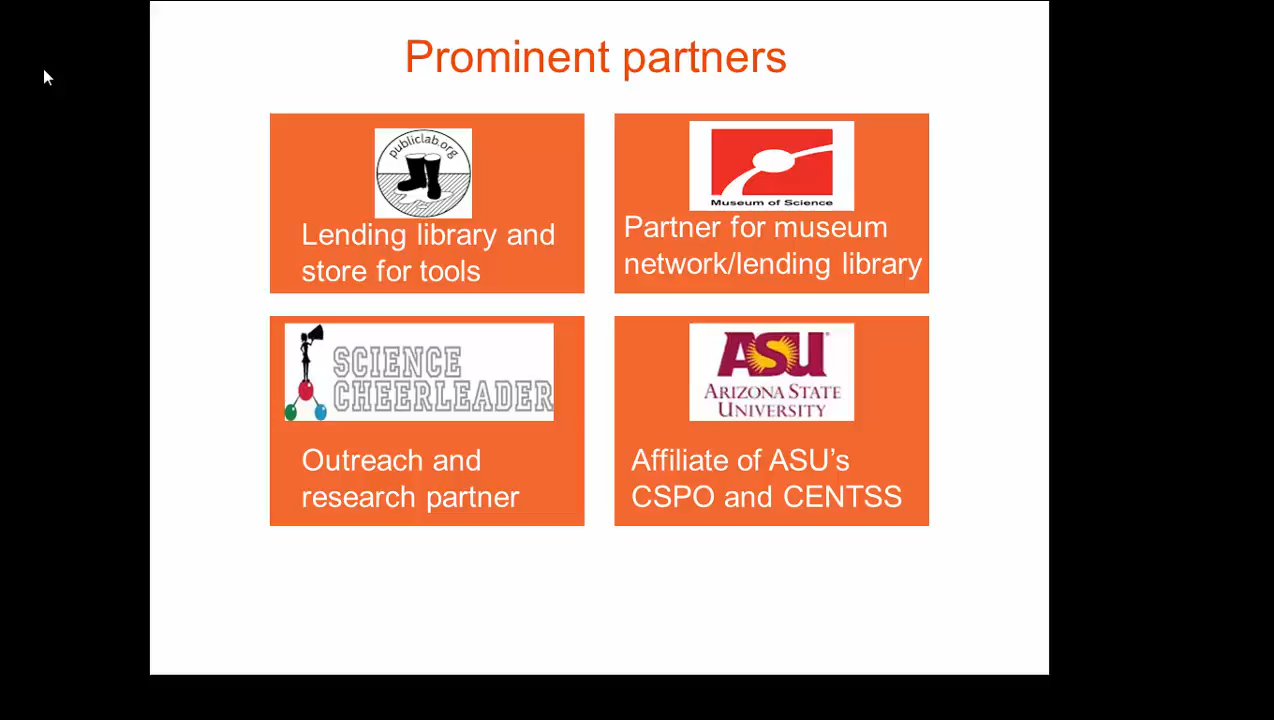 Prominent partners
publiclab.org
Lending library and
store for tools
Museum of Science
Partner for museum
network/lending library
SCIENCE
CHEERLEADER
Outreach and
research partner
ASU
ARIZONA STATE
UNIVERSITY
Affiliate of ASU's
CSPO and CENTSS